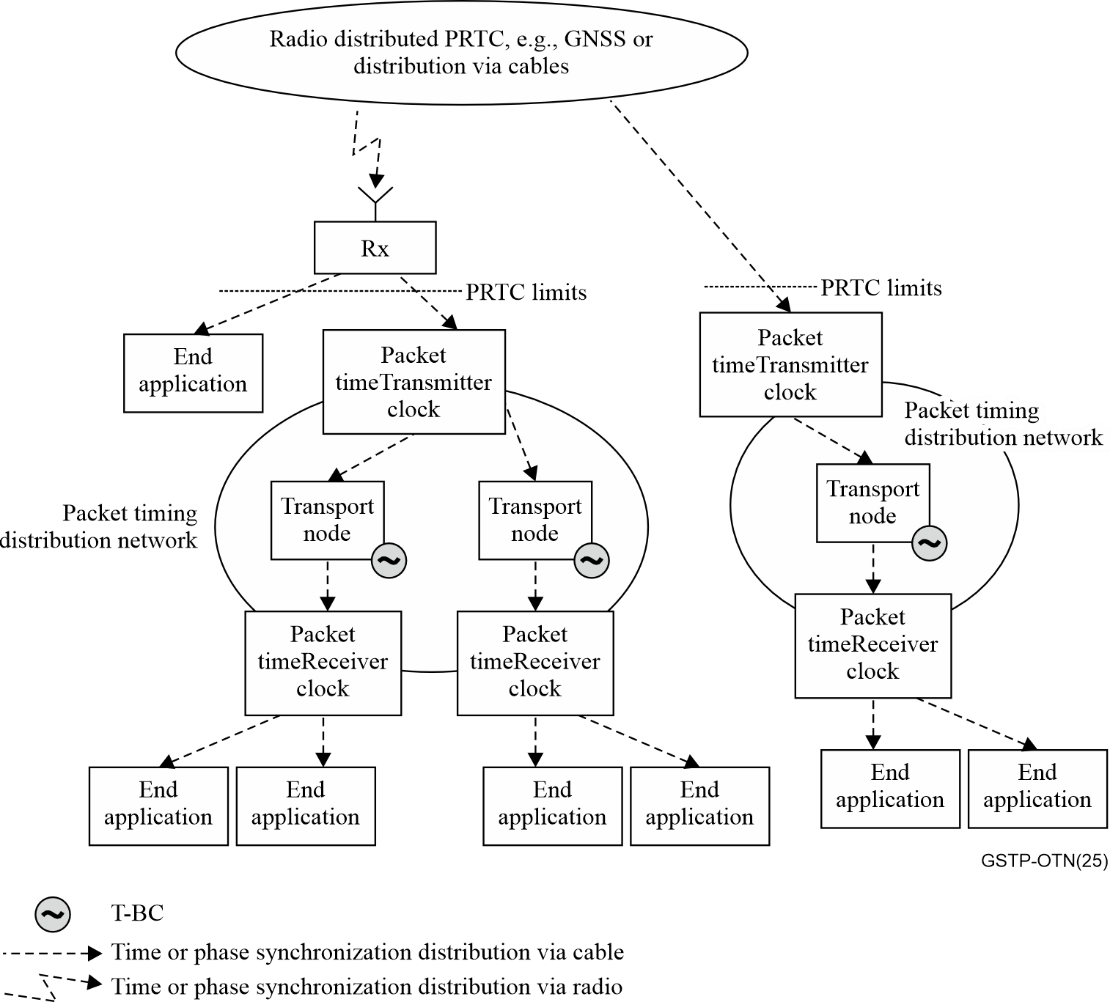 Radio distributed PRTC, e.g., GNSS or
distribution via cables
Rx
PRTC limits
PRTC limits
End
application
Packet
timeTransmitter
clock
Packet
timeTransmitter
clock
Packet timing
distribution network
Packet timing
distribution network
Transport
node
Transport
node
Transport
node
Packet
timeReceiver
clock
Packet
timeReceiver
clock
Packet
timeReceiver
clock
End
application
End
application
End
application
End
application
End
application
End
application
GSTP-OTN(25)
T-BC
Time or phase synchronization distribution via cable
Time or phase synchronization distribution via radio